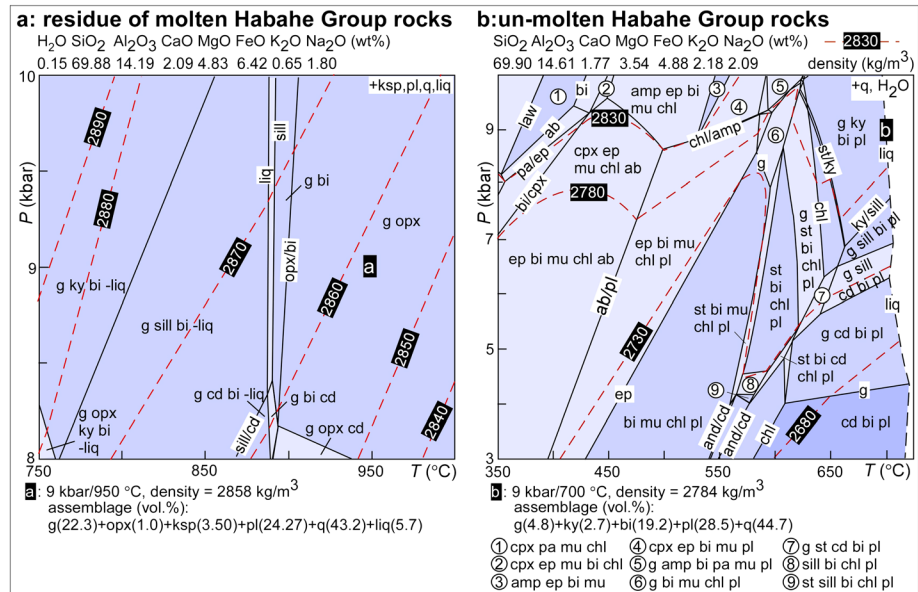 a: residue of molten Habahe Group rocks
H₂O SiO₂ Al₂O₃ CaO MgO FeO K₂O Na₂O (wt%)
0.15 69.88 14.19 2.09 4.83 6.42 0.65 1.80
+ksp,pl,q,liq
P (kbar)
10
9
8
2890
2880
2870
2860
2850
2840
liq
sill
g bi
opx/bi
g opx
a
g ky bi -liq
g sill bi -liq
g cd bi -liq
g bi cd
g opx
ky bi
-liq
sill/cd
g opx cd
750
850
950
T (°C)
a: 9 kbar/950 °C, density = 2858 kg/m³
assemblage (vol.%):
g(22.3)+opx(1.0)+ksp(3.50)+pl(24.27)+q(43.2)+liq(5.7)
b:un-molten Habahe Group rocks
SiO₂ Al₂O₃ CaO MgO FeO K₂O Na₂O (wt%)
2830
69.90 14.61 1.77 3.54 4.88 2.18 2.09
density (kg/m³)
+q, H₂O
P (kbar)
9
7
5
3
law
①
bi
②
amp ep bi
mu chl
③
④
⑤
pa/ep
ab
2830
chl/amp
⑥
g ky
bi pl
b
liq
bi/cpx
cpx ep
mu chl ab
2780
g
st/ky
chl
ep bi mu chl ab
ab/pl
ep bi mu
chl pl
g
st
bi
chl
pl
ky/sill
g sill bi pl
g sill
cd bi pl
⑦
liq
2730
st bi mu
chl pl
st
bi
chl
pl
g cd bi pl
st bi cd
chl pl
ep
⑧
⑨
g
bi mu chl pl
and/cd
and/cd
chl
2680
cd bi pl
350
450
550
650
T (°C)
b: 9 kbar/700 °C, density = 2784 kg/m³
assemblage (vol.%):
g(4.8)+ky(2.7)+bi(19.2)+pl(28.5)+q(44.7)
① cpx pa mu chl ④ cpx ep bi mu pl ⑦ g st cd bi pl
② cpx ep mu bi chl ⑤ g amp bi pa mu pl ⑧ sill bi chl pl
③ amp ep bi mu ⑥ g bi mu chl pl ⑨ st sill bi chl pl